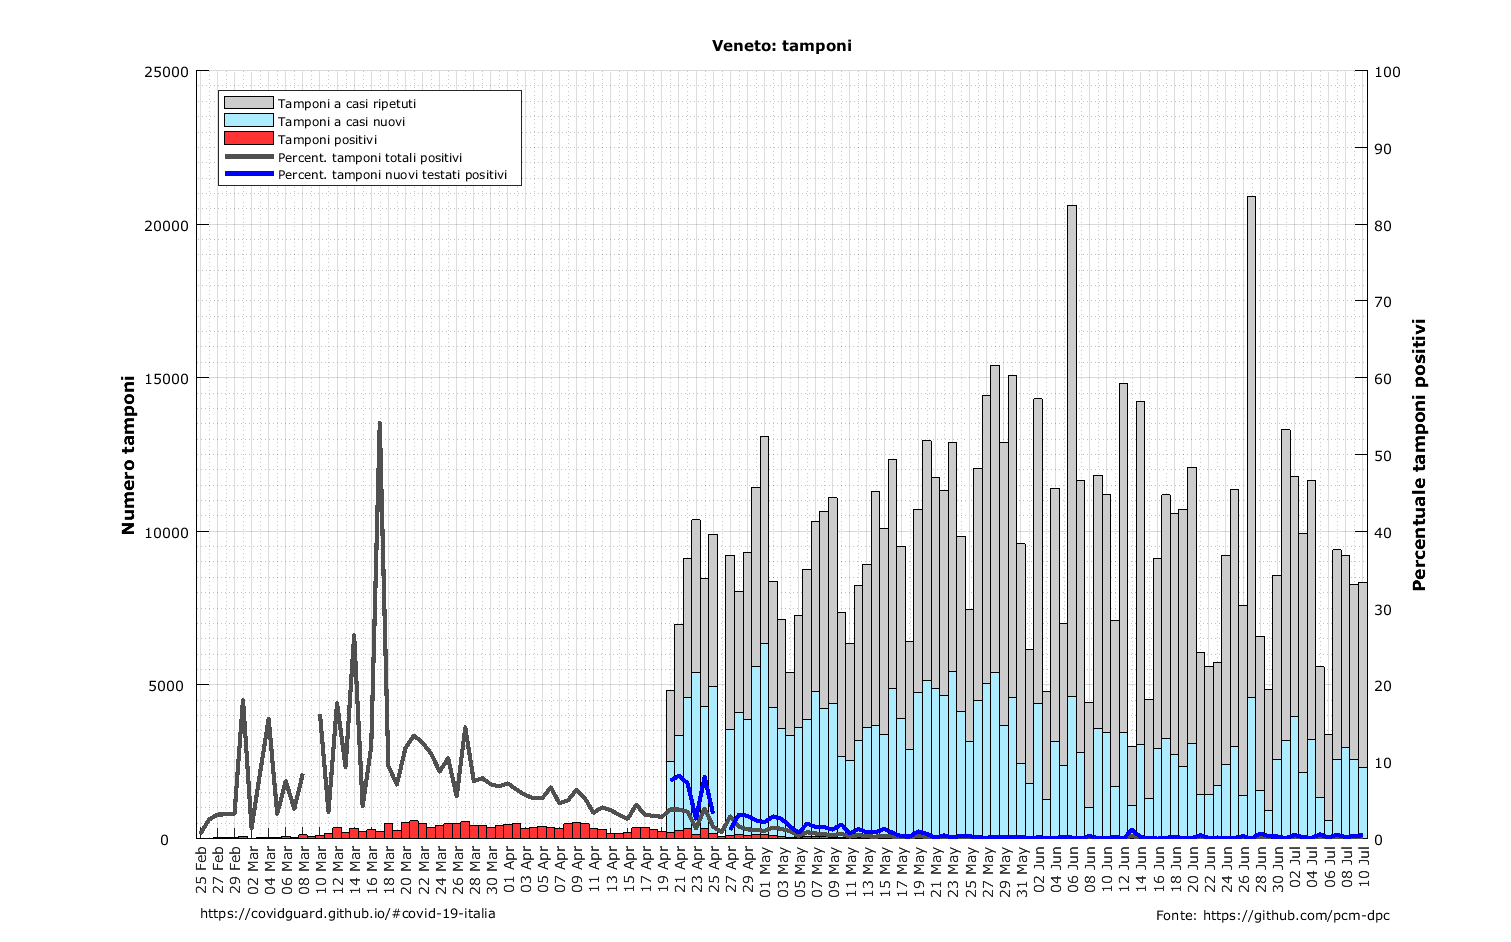 Veneto: tamponi
25000
20000
15000
10000
5000
0
Numero tamponi
Tamponi a casi ripetuti
Tamponi a casi nuovi
Tamponi positivi
Percent. tamponi totali positivi
Percent. tamponi nuovi testati positivi
100
90
80
70
60
50
40
30
20
10
0
Percentuale tamponi positivi
25 Feb
27 Feb
29 Feb
02 Mar
04 Mar
06 Mar
08 Mar
10 Mar
12 Mar
14 Mar
16 Mar
18 Mar
20 Mar
22 Mar
24 Mar
26 Mar
28 Mar
30 Mar
01 Apr
03 Apr
05 Apr
07 Apr
09 Apr
11 Apr
13 Apr
15 Apr
17 Apr
19 Apr
21 Apr
23 Apr
25 Apr
27 Apr
29 Apr
01 May
03 May
05 May
07 May
09 May
11 May
13 May
15 May
17 May
19 May
21 May
23 May
25 May
27 May
29 May
31 May
02 Jun
04 Jun
06 Jun
08 Jun
10 Jun
12 Jun
14 Jun
16 Jun
18 Jun
20 Jun
22 Jun
24 Jun
26 Jun
28 Jun
30 Jun
02 Jul
04 Jul
06 Jul
08 Jul
10 Jul
https://covidguard.github.io/#covid-19-italia
Fonte: https://github.com/pcm-dpc